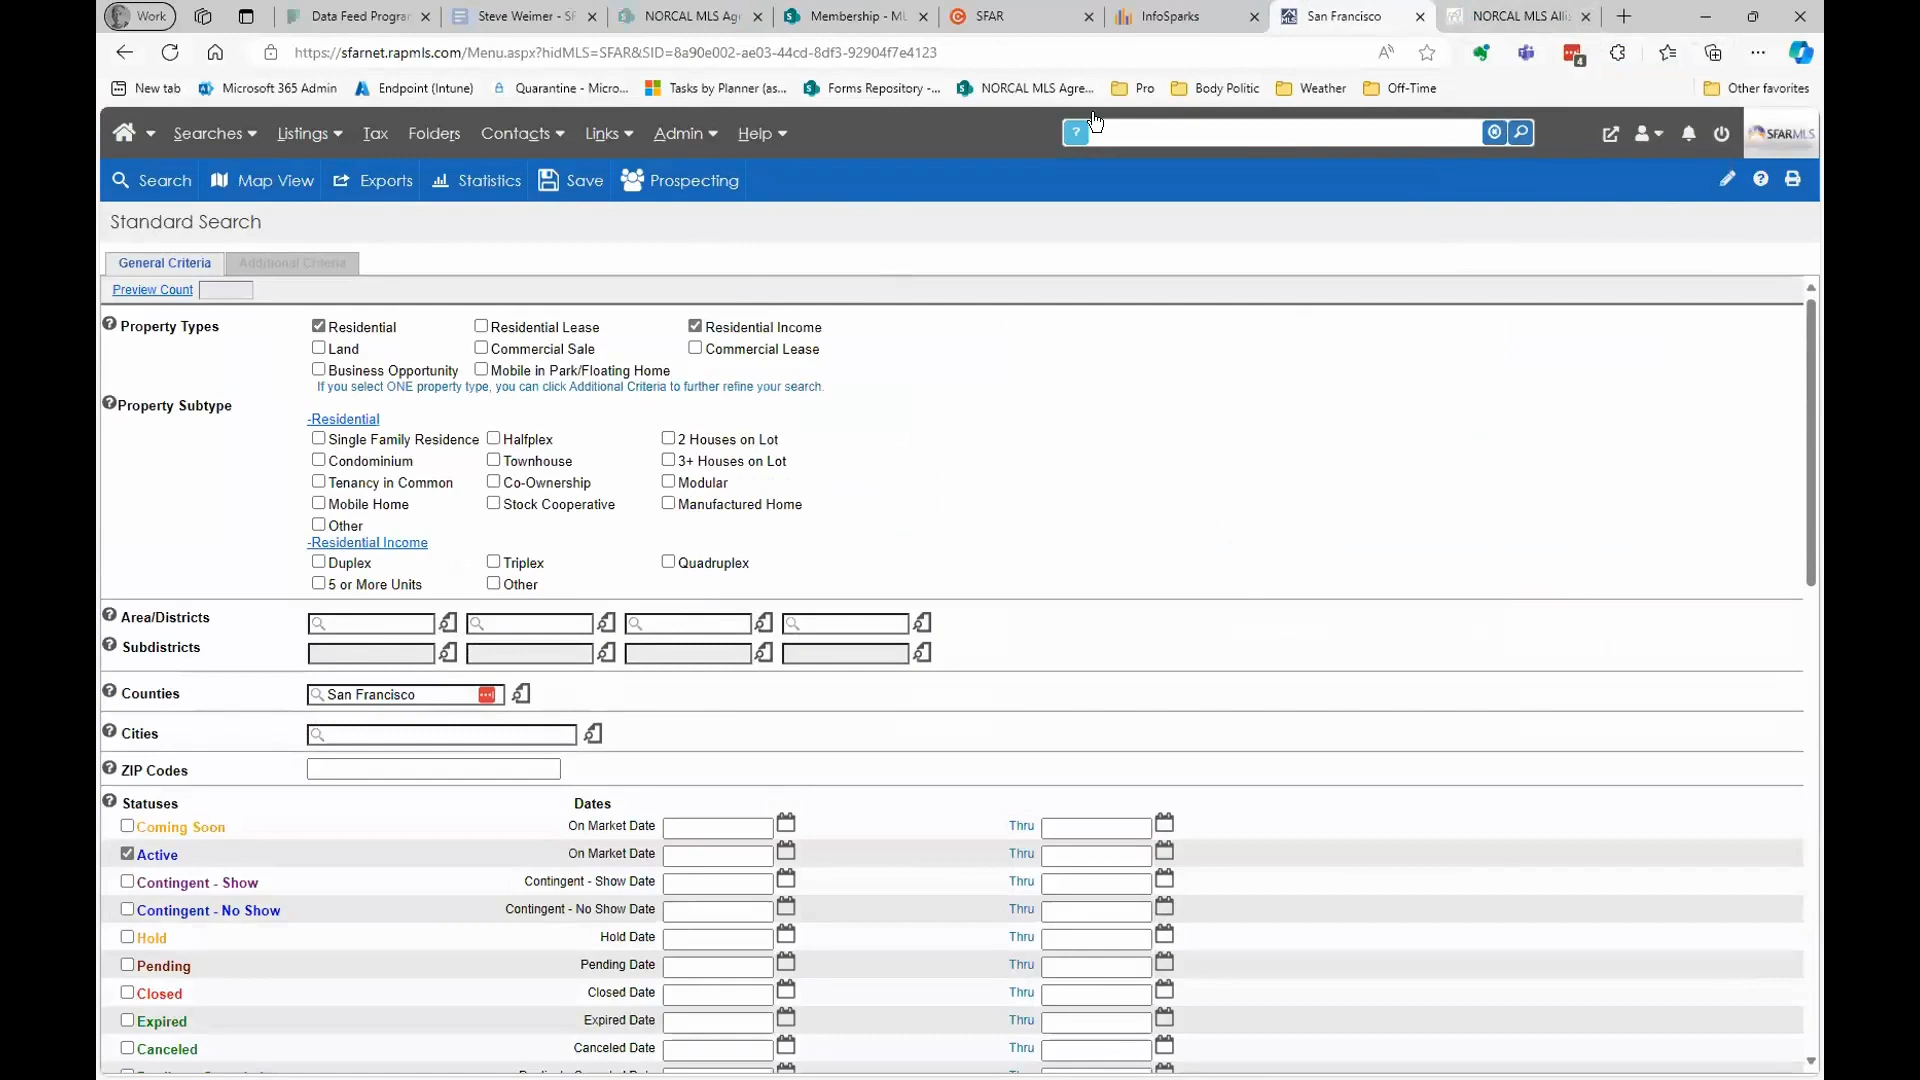 Work
Data Feed Progra
Steve Weimer - SF
NORCAL MLS Ag
Membership - ML
SFAR
InfoSparks
San Francisco
NORCAL MLS Alli
https://sfarnet.rapmls.com/Menu.aspx?hidMLS=SFAR&SID=8a90e002-ae03-44cd-8df3-92904f7e4123
4
New tab
Microsoft 365 Admin
Endpoint (Intune)
Quarantine - Micro...
Tasks by Planner (as...
Forms Repository -...
NORCAL MLS Agre...
Pro
Body Politic
Weather
Off-Time
Other favorites
Searches
Listings
Tax
Folders
Contacts
Links
Admin
Help
?
SFARMLS
Search
Map View
Exports
Statistics
Save
Prospecting
Standard Search
General Criteria
Additional Criteria
Preview Count
Property Types
Residential
Residential Lease
Residential Income
Land
Commercial Sale
Commercial Lease
Business Opportunity
Mobile in Park/Floating Home
If you select ONE property type, you can click Additional Criteria to further refine your search.
Property Subtype
-Residential
Single Family Residence
Halfplex
2 Houses on Lot
Condominium
Townhouse
3+ Houses on Lot
Tenancy in Common
Co-Ownership
Modular
Mobile Home
Stock Cooperative
Manufactured Home
Other
-Residential Income
Duplex
Triplex
Quadruplex
5 or More Units
Other
Area/Districts
Subdistricts
Counties
San Francisco
Cities
ZIP Codes
Statuses
Dates
Coming Soon
On Market Date
Thru
Active
On Market Date
Thru
Contingent - Show
Contingent - Show Date
Thru
Contingent - No Show
Contingent - No Show Date
Thru
Hold
Hold Date
Thru
Pending
Pending Date
Thru
Closed
Closed Date
Thru
Expired
Expired Date
Thru
Canceled
Canceled Date
Thru